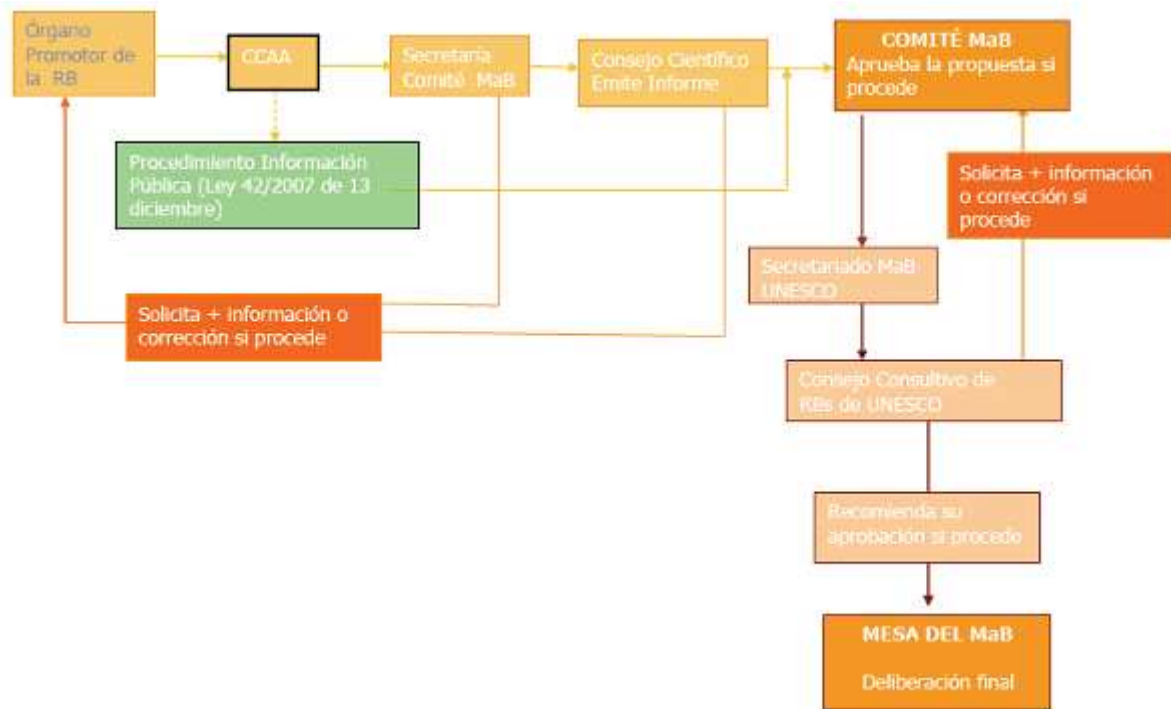 Órgano
Promotor de
la RB
CCAA
Secretaría
Comité MaB
Consejo Científico
Emite Informe
COMITÉ MaB
Aprueba la propuesta si
procede
Procedimiento Información
Pública (Ley 42/2007 de 13
diciembre)
Solicita + información
o corrección si
procede
Secretariado MaB
UNESCO
Solicita + información o
corrección si procede
Consejo Consultivo de
RBs de UNESCO
Recomienda su
aprobación si procede
MESA DEL MaB
Deliberación final